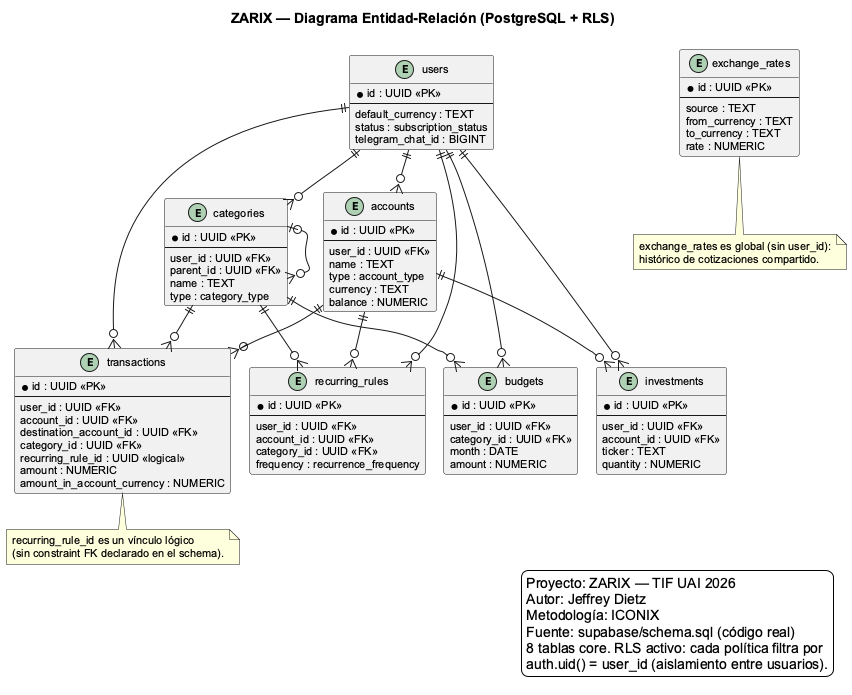 ZARIX — Diagrama Entidad-Relación (PostgreSQL + RLS)
E users
id : UUID «PK»
default_currency : TEXT
status : subscription_status
telegram_chat_id : BIGINT
E exchange_rates
id : UUID «PK»
source : TEXT
from_currency : TEXT
to_currency : TEXT
rate : NUMERIC
E categories
id : UUID «PK»
user_id : UUID «FK»
parent_id : UUID «FK»
name : TEXT
type : category_type
E accounts
id : UUID «PK»
user_id : UUID «FK»
name : TEXT
type : account_type
currency : TEXT
balance : NUMERIC
exchange_rates es global (sin user_id):
histórico de cotizaciones compartido.
E transactions
id : UUID «PK»
user_id : UUID «FK»
account_id : UUID «FK»
destination_account_id : UUID «FK»
category_id : UUID «FK»
recurring_rule_id : UUID «logical»
amount : NUMERIC
amount_in_account_currency : NUMERIC
E recurring_rules
id : UUID «PK»
user_id : UUID «FK»
account_id : UUID «FK»
category_id : UUID «FK»
frequency : recurrence_frequency
E budgets
id : UUID «PK»
user_id : UUID «FK»
category_id : UUID «FK»
month : DATE
amount : NUMERIC
E investments
id : UUID «PK»
user_id : UUID «FK»
account_id : UUID «FK»
ticker : TEXT
quantity : NUMERIC
recurring_rule_id es un vínculo lógico
(sin constraint FK declarado en el schema).
Proyecto: ZARIX — TIF UAI 2026
Autor: Jeffrey Dietz
Metodología: ICONIX
Fuente: supabase/schema.sql (código real)
8 tablas core. RLS activo: cada política filtra por
auth.uid() = user_id (aislamiento entre usuarios).